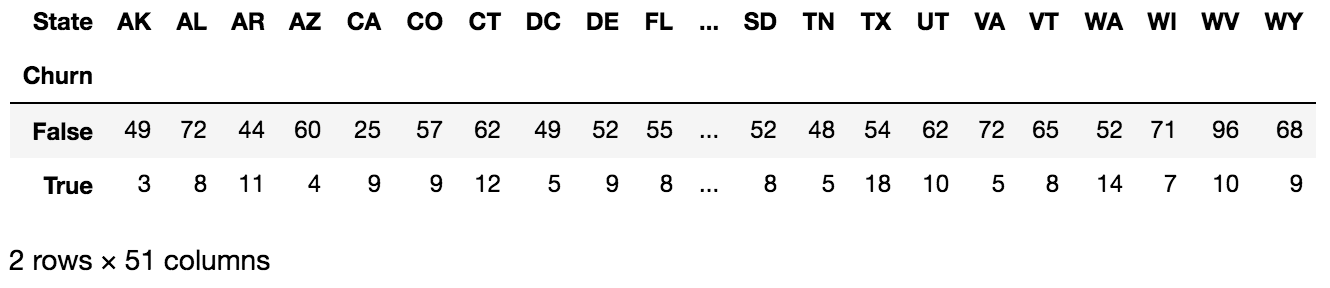 State AK AL AR AZ CA CO CT DC DE FL ... SD TN TX UT VA VT WA WI WV WY
Churn
False 49 72 44 60 25 57 62 49 52 55 ... 52 48 54 62 72 65 52 71 96 68
True 3 8 11 4 9 9 12 5 9 8 ... 8 5 18 10 5 8 14 7 10 9
2 rows × 51 columns